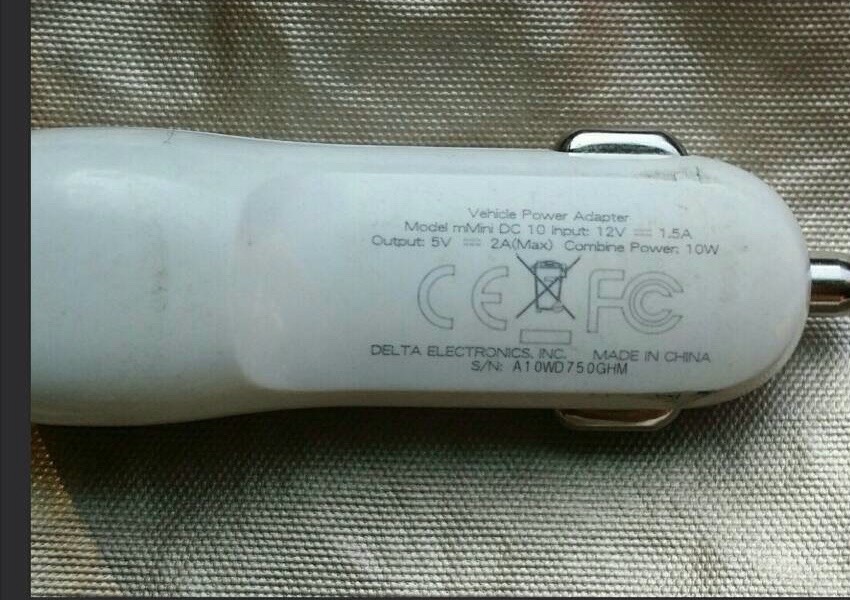 Vehicle Power Adapter
Model mMini DC 10 Input: 12V ⎓ 1.5A
Output: 5V ⎓ 2A(Max) Combine Power: 10W
CE FC
DELTA ELECTRONICS, INC. MADE IN CHINA
S/N: A10WD750GHM